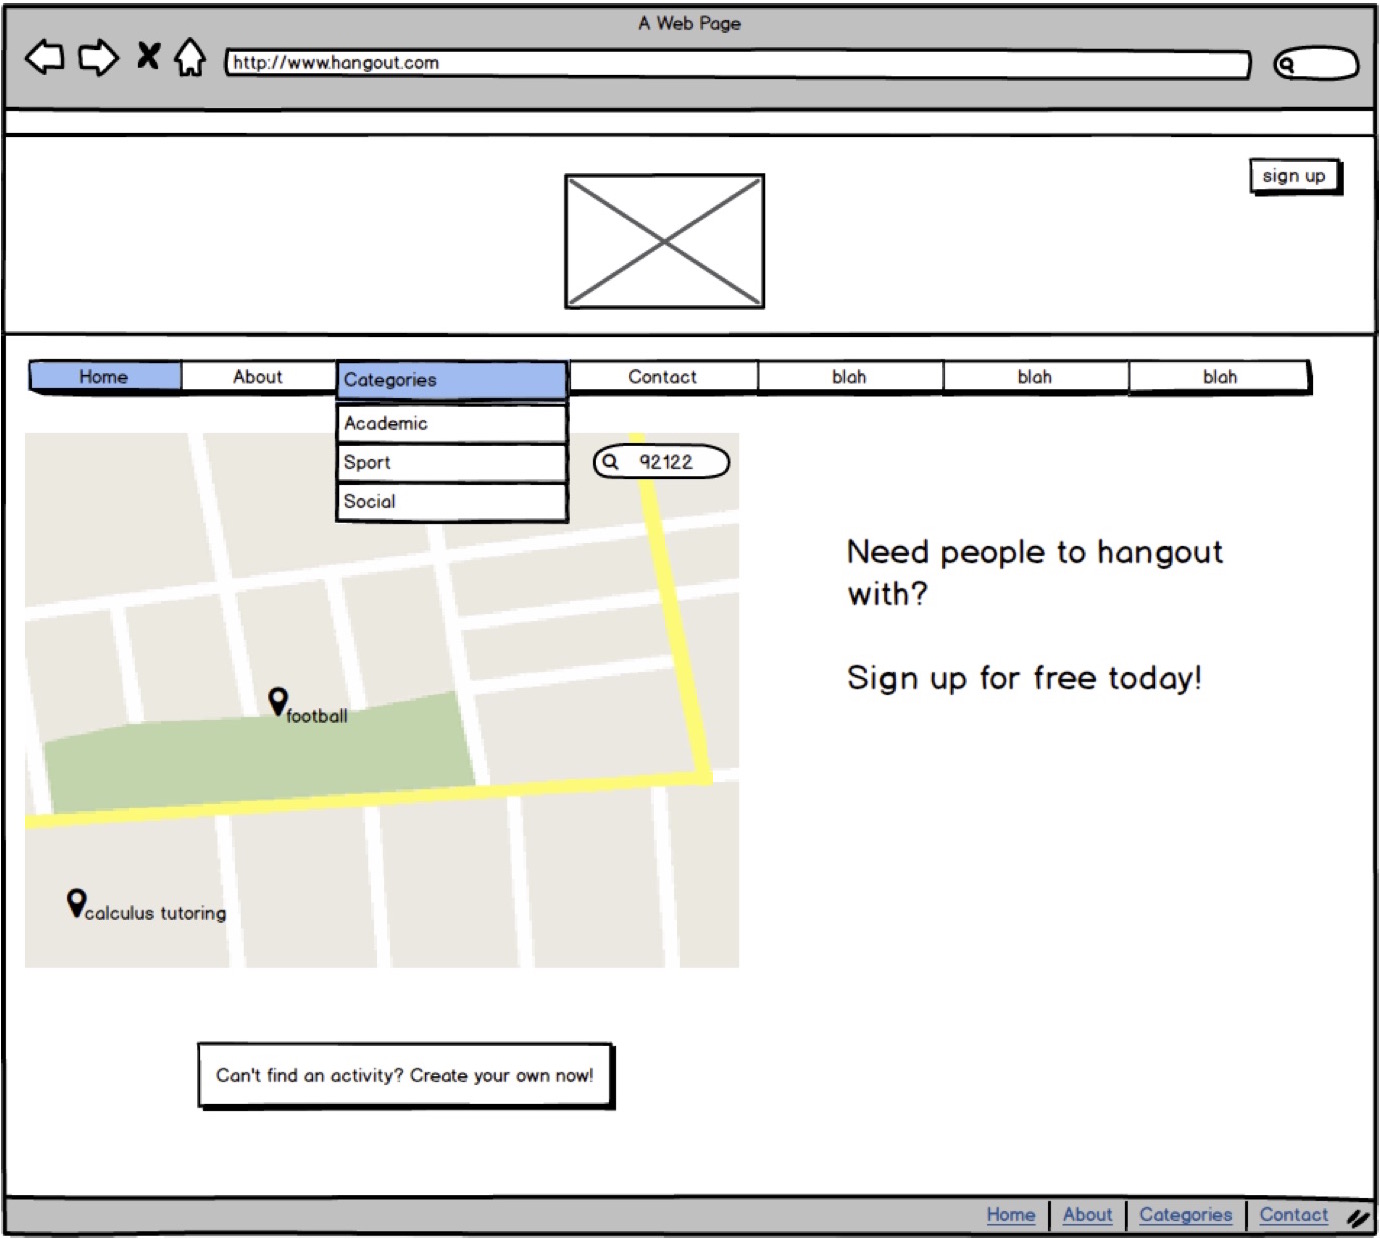 A Web Page
http://www.hangout.com
sign up
Home About Categories Contact blah blah blah
Academic
Sport
Social
92122
Need people to hangout
with?
Sign up for free today!
football
calculus tutoring
Can't find an activity? Create your own now!
Home About Categories Contact